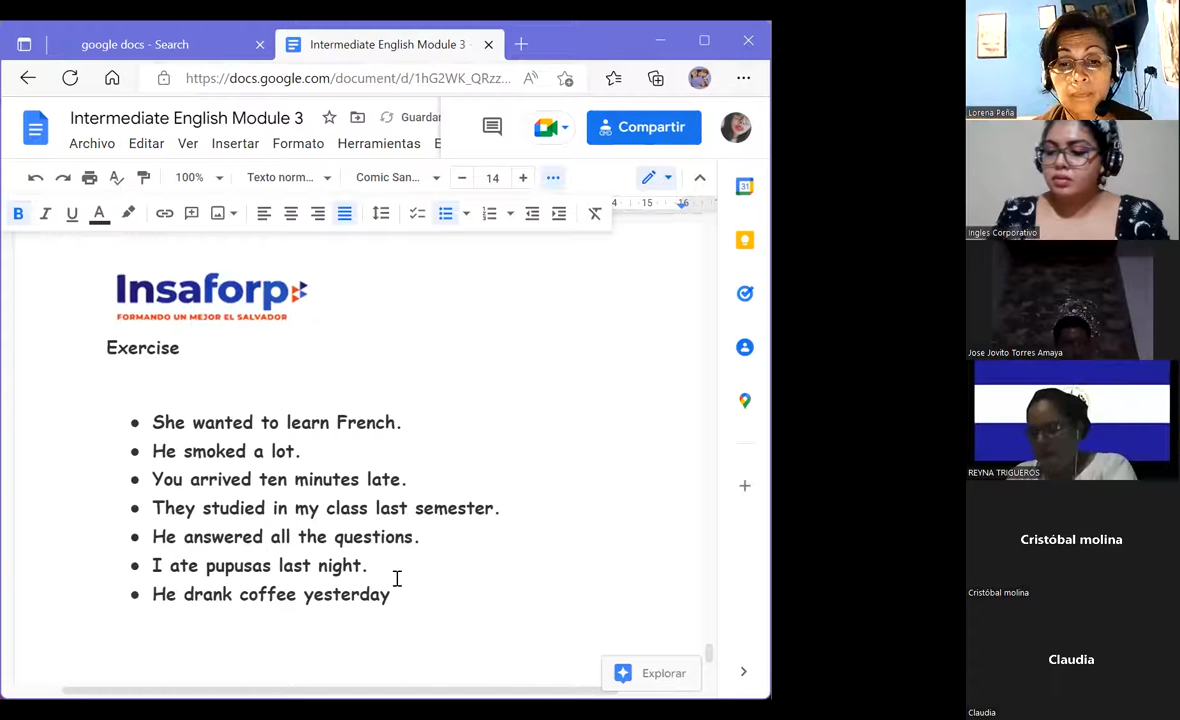 google docs - Search
Intermediate English Module 3
https://docs.google.com/document/d/1hG2WK_QRzz...
Intermediate English Module 3
Guardar
Compartir
Archivo Editar Ver Insertar Formato Herramientas E
100% Texto norm... Comic San... 14
B I U A
4 15 16
31
Insaforp
FORMANDO UN MEJOR EL SALVADOR
Exercise
• She wanted to learn French.
• He smoked a lot.
• You arrived ten minutes late.
• They studied in my class last semester.
• He answered all the questions.
• I ate pupusas last night.
• He drank coffee yesterday
Explorar
Lorena Peña
Ingles Corporativo
Jose Jovito Torres Amaya
REYNA TRIGUEROS
Cristóbal molina
Cristóbal molina
Claudia
Claudia